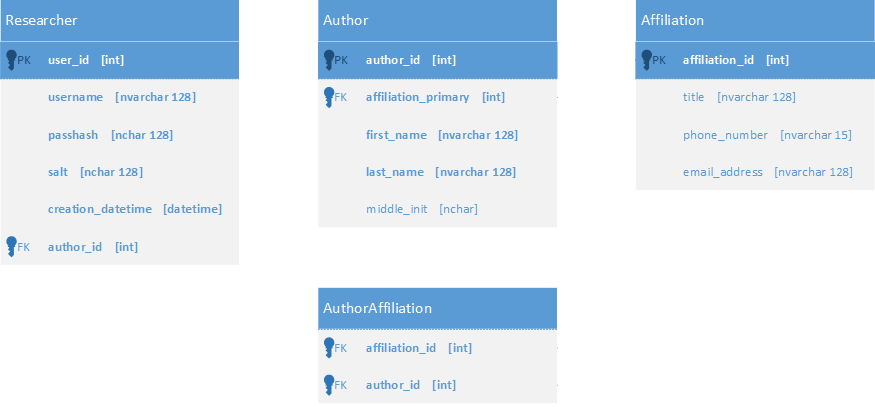 Researcher
PK user_id [int]
username [nvarchar 128]
passhash [nchar 128]
salt [nchar 128]
creation_datetime [datetime]
FK author_id [int]
Author
PK author_id [int]
FK affiliation_primary [int]
first_name [nvarchar 128]
last_name [nvarchar 128]
middle_init [nchar]
Affiliation
PK affiliation_id [int]
title [nvarchar 128]
phone_number [nvarchar 15]
email_address [nvarchar 128]
AuthorAffiliation
FK affiliation_id [int]
FK author_id [int]